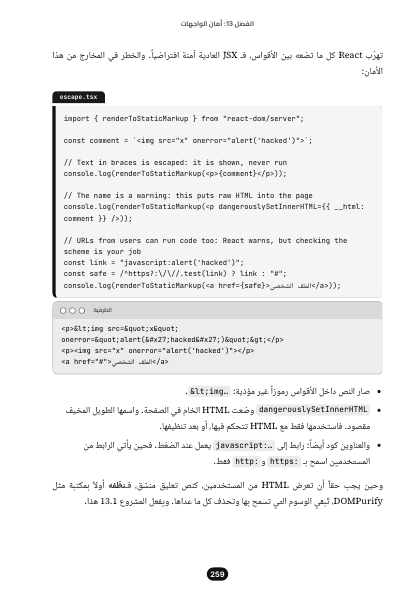 الفصل 13: أمان الواجهات
تهرّب React كل ما تضعه بين الأقواس، فـ JSX العادية آمنة افتراضياً. والخطر في المخارج من هذا
الأمان:
escape.tsx
import { renderToStaticMarkup } from "react-dom/server";
const comment = `<img src="x" onerror="alert('hacked')">`;
// Text in braces is escaped: it is shown, never run
console.log(renderToStaticMarkup(<p>{comment}</p>));
// The name is a warning: this puts raw HTML into the page
console.log(renderToStaticMarkup(<p dangerouslySetInnerHTML={{ __html:
comment }} />));
// URLs from users can run code too: React warns, but checking the
scheme is your job
const link = "javascript:alert('hacked')";
const safe = /^https?:\/\//.test(link) ? link : "#";
console.log(renderToStaticMarkup(<a href={safe}>الملف الشخصي</a>));
الطرفية
<p>&lt;img src=&quot;x&quot;
onerror=&quot;alert(&#x27;hacked&#x27;)&quot;&gt;</p>
<p><img src="x" onerror="alert('hacked')"></p>
<a href="#">الملف الشخصي</a>
• صار النص داخل الأقواس رموزاً غير مؤذية: &lt;img….
• dangerouslySetInnerHTML وضعت HTML الخام في الصفحة. واسمها الطويل المخيف
مقصود. فاستخدمها فقط مع HTML تتحكم فيها، أو بعد تنظيفها.
• والعناوين كود أيضاً: رابط إلى javascript:… يعمل عند الضغط. فحين يأتي الرابط من
المستخدمين اسمح بـ https: و http: فقط.
وحين يجب حقاً أن تعرض HTML من المستخدمين، كنص تعليق منسّق، فنظّفه أولاً بمكتبة مثل
DOMPurify، تُبقي الوسوم التي تسمح بها وتحذف كل ما عداها. ويفعل المشروع 13.1 هذا.
259